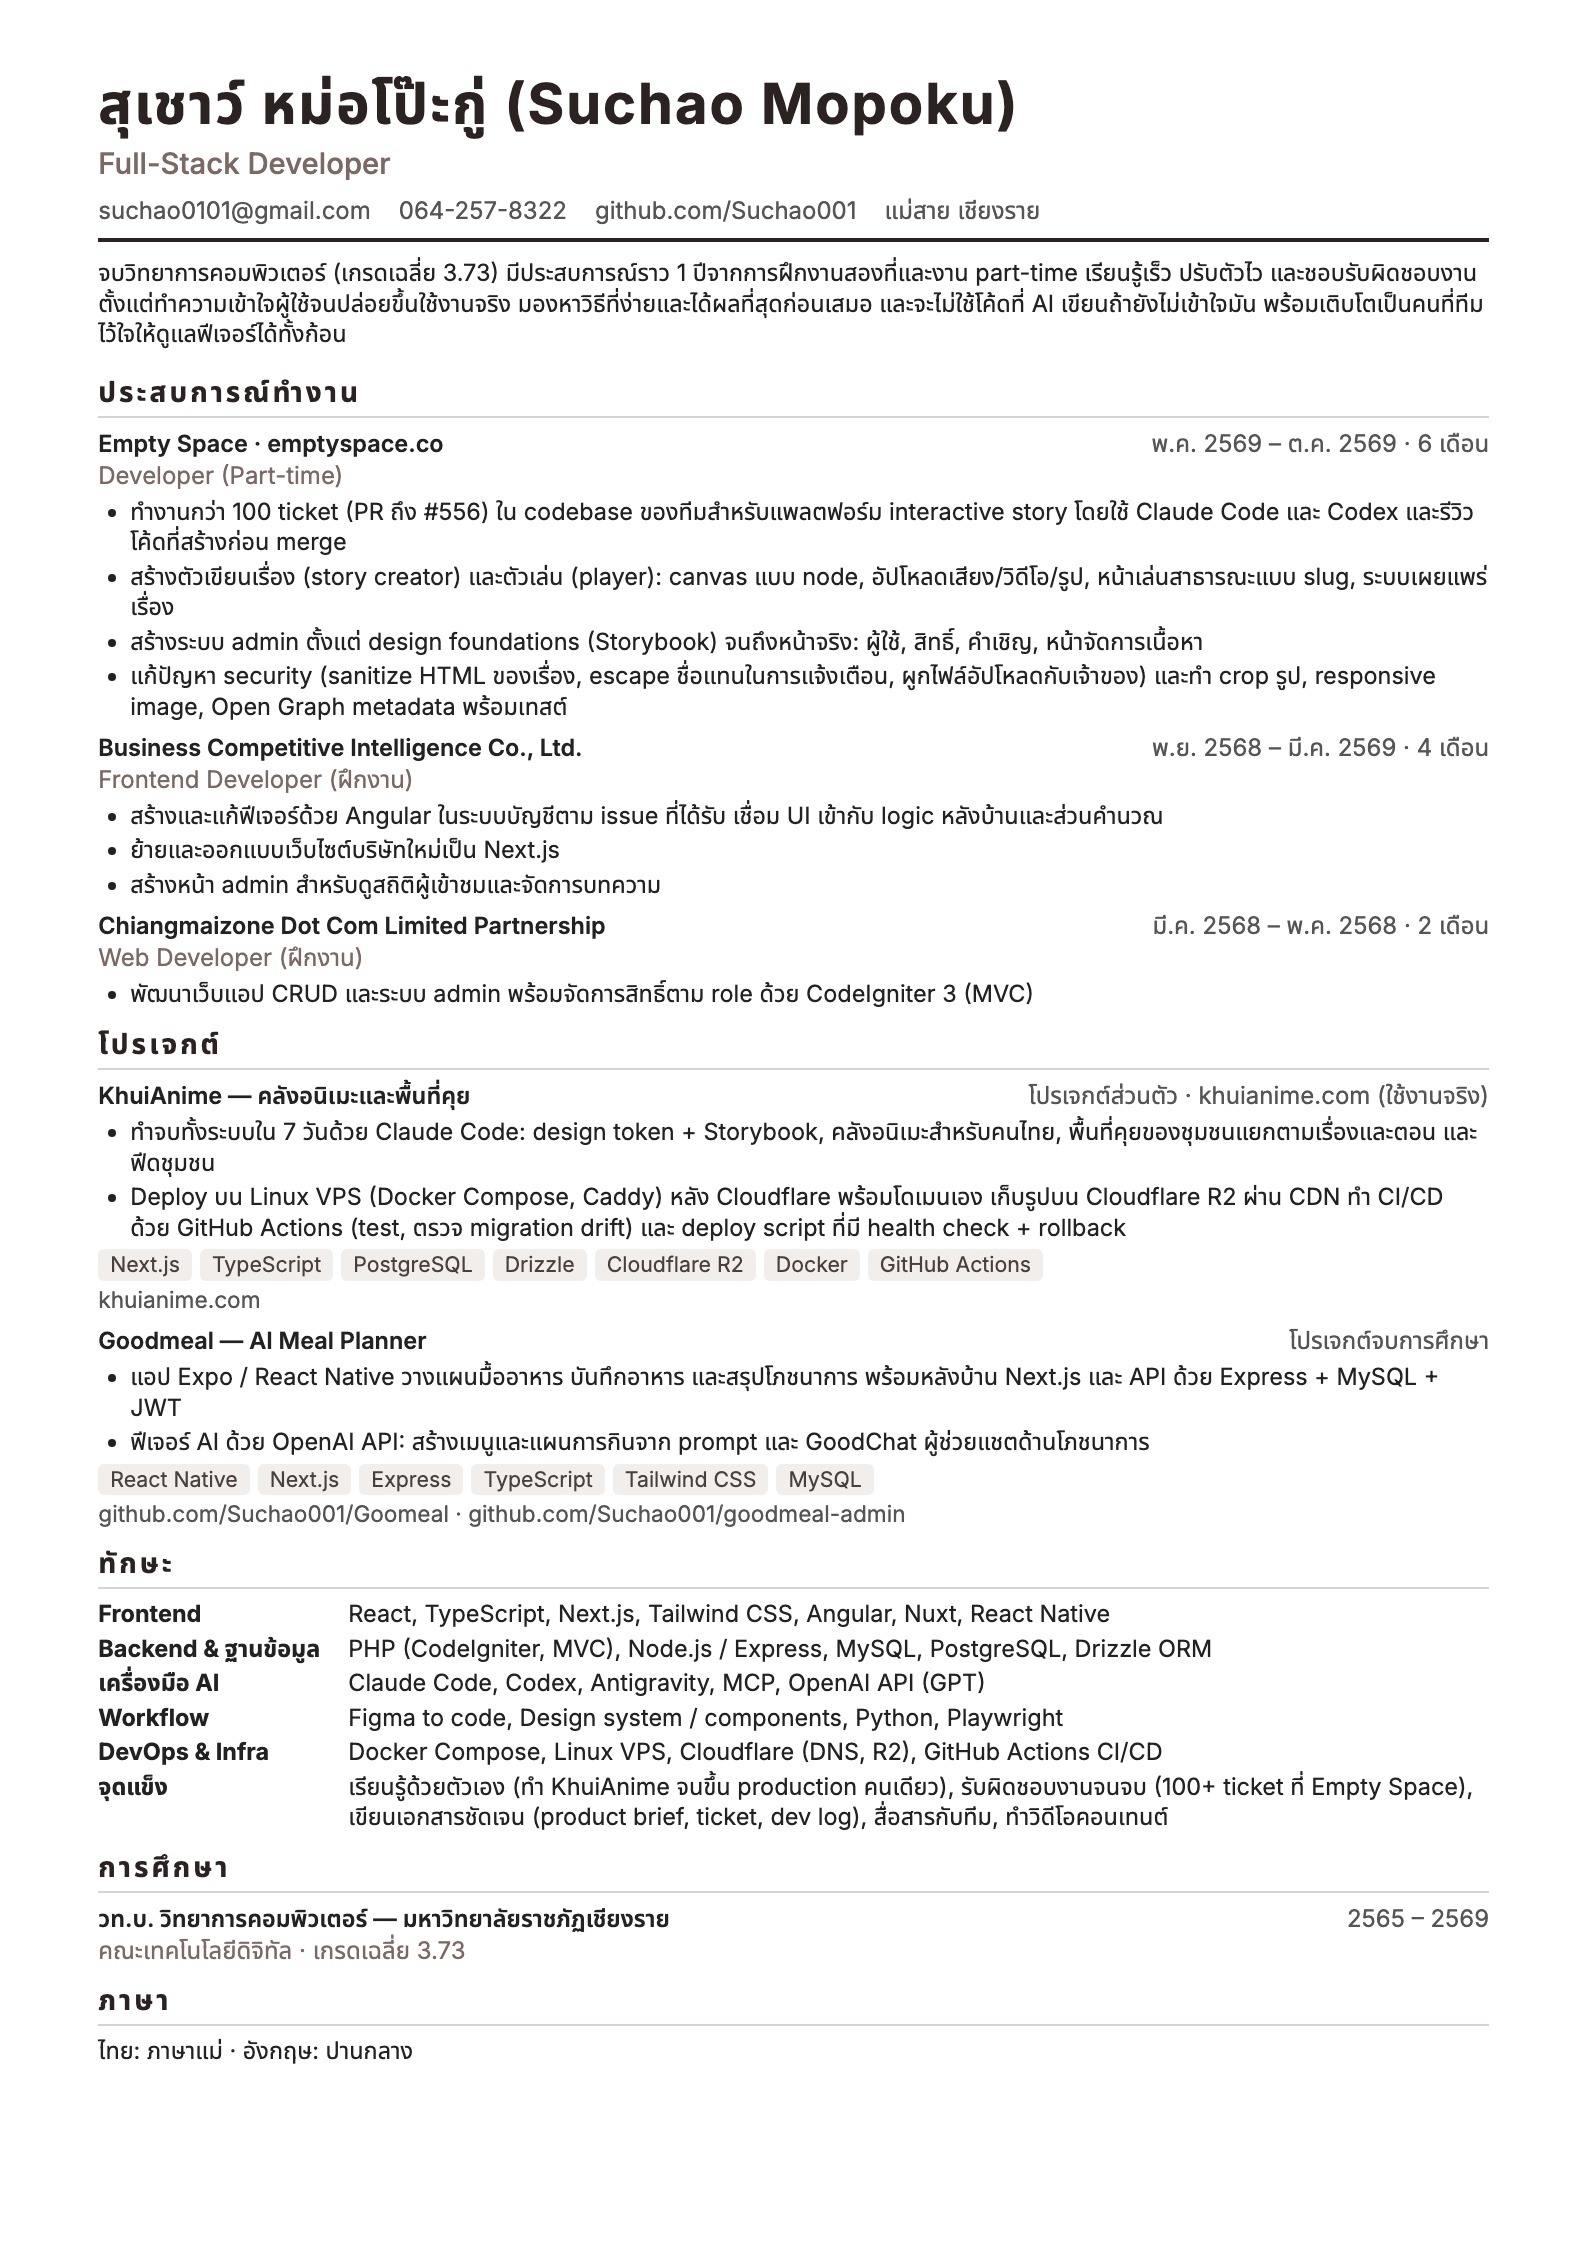 สุเชาว์ หม่อโป๊ะกู่ (Suchao Mopoku)
Full-Stack Developer
suchao0101@gmail.com 064-257-8322 github.com/Suchao001 แม่สาย เชียงราย
จบวิทยาการคอมพิวเตอร์ (เกรดเฉลี่ย 3.73) มีประสบการณ์ราว 1 ปีจากการฝึกงานสองที่และงาน part-time เรียนรู้เร็ว ปรับตัวไว และชอบรับผิดชอบงาน
ตั้งแต่ทำความเข้าใจผู้ใช้จนปล่อยขึ้นใช้งานจริง มองหาวิธีที่ง่ายและได้ผลที่สุดก่อนเสมอ และจะไม่ใช้โค้ดที่ AI เขียนถ้ายังไม่เข้าใจมัน พร้อมเติบโตเป็นคนที่ทีม
ไว้ใจให้ดูแลฟีเจอร์ได้ทั้งก้อน
ประสบการณ์ทำงาน
Empty Space · emptyspace.co พ.ค. 2569 – ต.ค. 2569 · 6 เดือน
Developer (Part-time)
• ทำงานกว่า 100 ticket (PR ถึง #556) ใน codebase ของทีมสำหรับแพลตฟอร์ม interactive story โดยใช้ Claude Code และ Codex และรีวิว
โค้ดที่สร้างก่อน merge
• สร้างตัวเขียนเรื่อง (story creator) และตัวเล่น (player): canvas แบบ node, อัปโหลดเสียง/วิดีโอ/รูป, หน้าเล่นสาธารณะแบบ slug, ระบบเผยแพร่
เรื่อง
• สร้างระบบ admin ตั้งแต่ design foundations (Storybook) จนถึงหน้าจริง: ผู้ใช้, สิทธิ์, คำเชิญ, หน้าจัดการเนื้อหา
• แก้ปัญหา security (sanitize HTML ของเรื่อง, escape ชื่อแทนในการแจ้งเตือน, ผูกไฟล์อัปโหลดกับเจ้าของ) และทำ crop รูป, responsive
image, Open Graph metadata พร้อมเทสต์
Business Competitive Intelligence Co., Ltd. พ.ย. 2568 – มี.ค. 2569 · 4 เดือน
Frontend Developer (ฝึกงาน)
• สร้างและแก้ฟีเจอร์ด้วย Angular ในระบบบัญชีตาม issue ที่ได้รับ เชื่อม UI เข้ากับ logic หลังบ้านและส่วนคำนวณ
• ย้ายและออกแบบเว็บไซต์บริษัทใหม่เป็น Next.js
• สร้างหน้า admin สำหรับดูสถิติผู้เข้าชมและจัดการบทความ
Chiangmaizone Dot Com Limited Partnership มี.ค. 2568 – พ.ค. 2568 · 2 เดือน
Web Developer (ฝึกงาน)
• พัฒนาเว็บแอป CRUD และระบบ admin พร้อมจัดการสิทธิ์ตาม role ด้วย CodeIgniter 3 (MVC)
โปรเจกต์
KhuiAnime — คลังอนิเมะและพื้นที่คุย โปรเจกต์ส่วนตัว · khuianime.com (ใช้งานจริง)
• ทำจบทั้งระบบใน 7 วันด้วย Claude Code: design token + Storybook, คลังอนิเมะสำหรับคนไทย, พื้นที่คุยของชุมชนแยกตามเรื่องและตอน และ
ฟีดชุมชน
• Deploy บน Linux VPS (Docker Compose, Caddy) หลัง Cloudflare พร้อมโดเมนเอง เก็บรูปบน Cloudflare R2 ผ่าน CDN ทำ CI/CD
ด้วย GitHub Actions (test, ตรวจ migration drift) และ deploy script ที่มี health check + rollback
Next.js TypeScript PostgreSQL Drizzle Cloudflare R2 Docker GitHub Actions
khuianime.com
Goodmeal — AI Meal Planner โปรเจกต์จบการศึกษา
• แอป Expo / React Native วางแผนมื้ออาหาร บันทึกอาหาร และสรุปโภชนาการ พร้อมหลังบ้าน Next.js และ API ด้วย Express + MySQL +
JWT
• ฟีเจอร์ AI ด้วย OpenAI API: สร้างเมนูและแผนการกินจาก prompt และ GoodChat ผู้ช่วยแชตด้านโภชนาการ
React Native Next.js Express TypeScript Tailwind CSS MySQL
github.com/Suchao001/Goomeal · github.com/Suchao001/goodmeal-admin
ทักษะ
Frontend React, TypeScript, Next.js, Tailwind CSS, Angular, Nuxt, React Native
Backend & ฐานข้อมูล PHP (CodeIgniter, MVC), Node.js / Express, MySQL, PostgreSQL, Drizzle ORM
เครื่องมือ AI Claude Code, Codex, Antigravity, MCP, OpenAI API (GPT)
Workflow Figma to code, Design system / components, Python, Playwright
DevOps & Infra Docker Compose, Linux VPS, Cloudflare (DNS, R2), GitHub Actions CI/CD
จุดแข็ง เรียนรู้ด้วยตัวเอง (ทำ KhuiAnime จนขึ้น production คนเดียว), รับผิดชอบงานจนจบ (100+ ticket ที่ Empty Space),
เขียนเอกสารชัดเจน (product brief, ticket, dev log), สื่อสารกับทีม, ทำวิดีโอคอนเทนต์
การศึกษา
วท.บ. วิทยาการคอมพิวเตอร์ — มหาวิทยาลัยราชภัฏเชียงราย 2565 – 2569
คณะเทคโนโลยีดิจิทัล · เกรดเฉลี่ย 3.73
ภาษา
ไทย: ภาษาแม่ · อังกฤษ: ปานกลาง